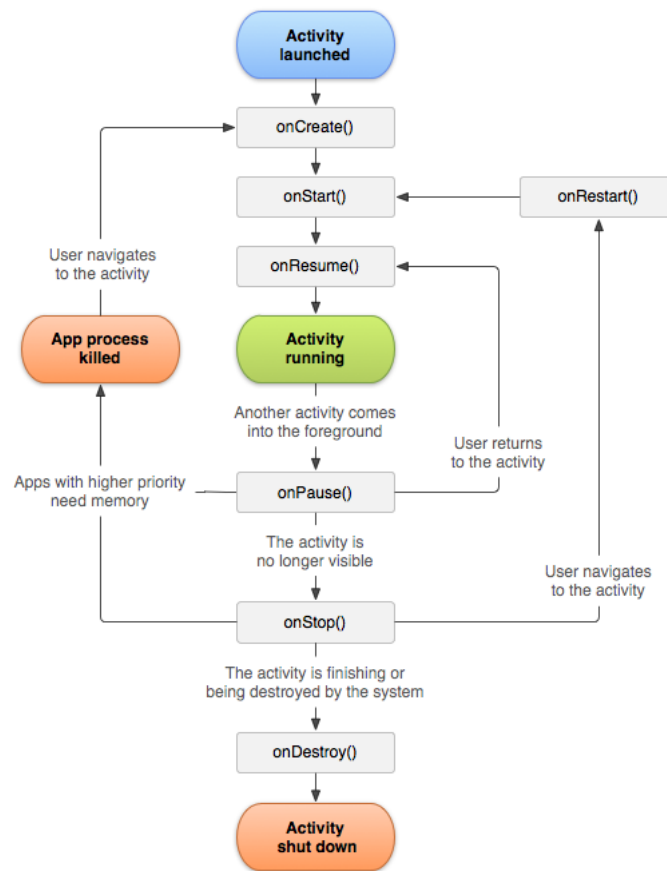 Activity
launched
onCreate()
onStart()
onRestart()
User navigates
to the activity
onResume()
App process
killed
Activity
running
Another activity comes
into the foreground
User returns
to the activity
Apps with higher priority
need memory
onPause()
The activity is
no longer visible
User navigates
to the activity
onStop()
The activity is finishing or
being destroyed by the system
onDestroy()
Activity
shut down